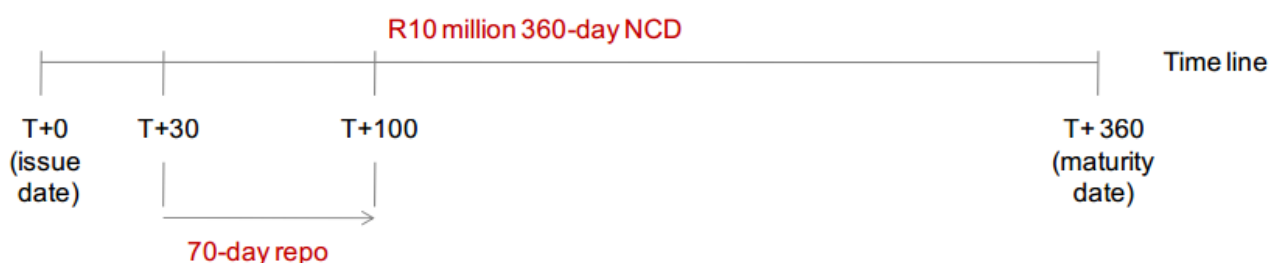 R10 million 360-day NCD
Time line
T+0
(issue
date)
T+30
T+100
T+ 360
(maturity
date)
70-day repo